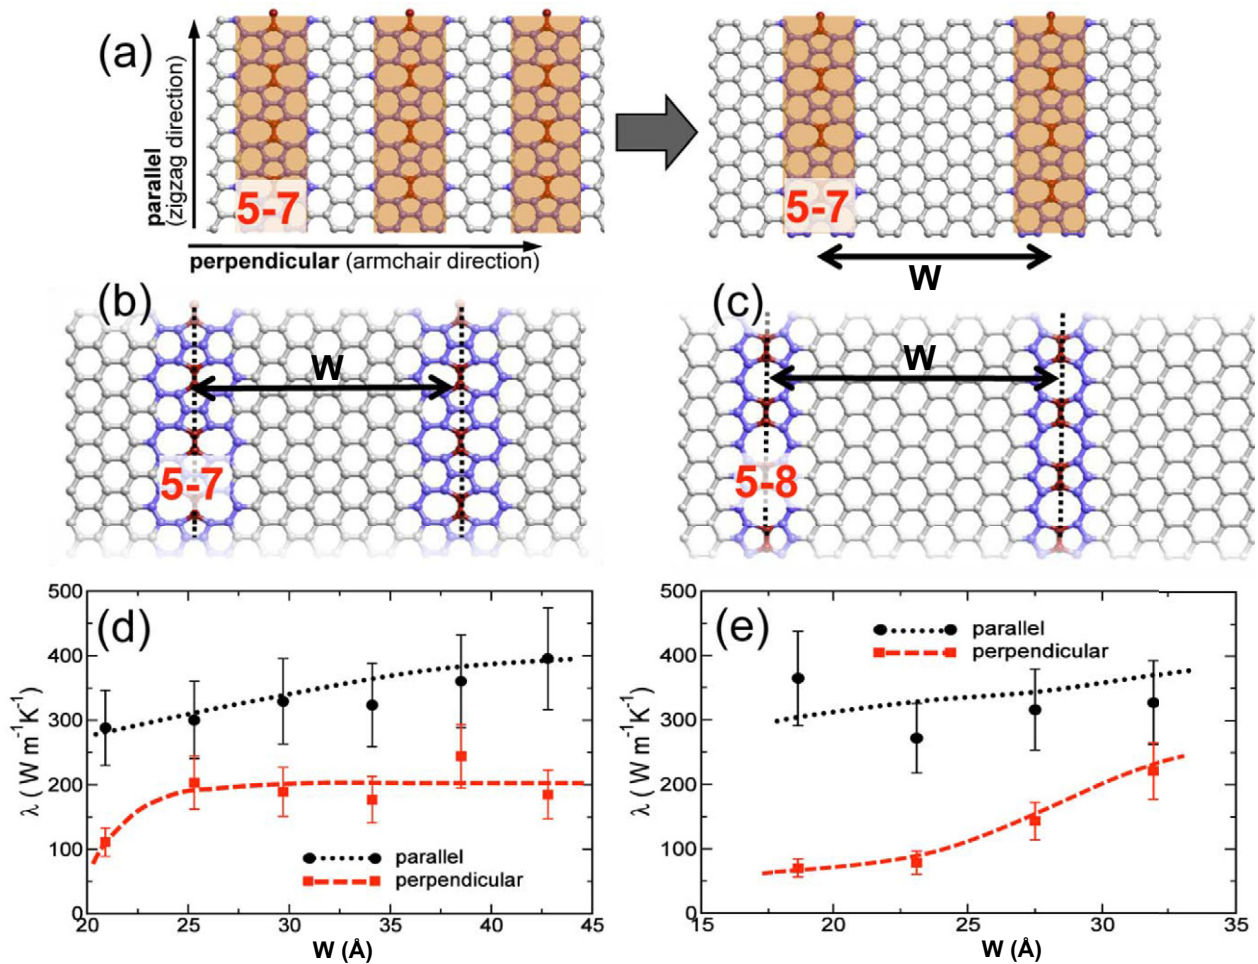 (a)
parallel
(zigzag direction)
5-7
5-7
perpendicular (armchair direction)
W
(b)
W
5-7
(c)
W
5-8
500
400
300
200
100
0
λ ( W m⁻¹K⁻¹)
(d)
parallel
perpendicular
20 25 30 35 40 45
W (Å)
500
400
300
200
100
0
λ ( W m⁻¹K⁻¹)
(e)
parallel
perpendicular
15 20 25 30 35
W (Å)